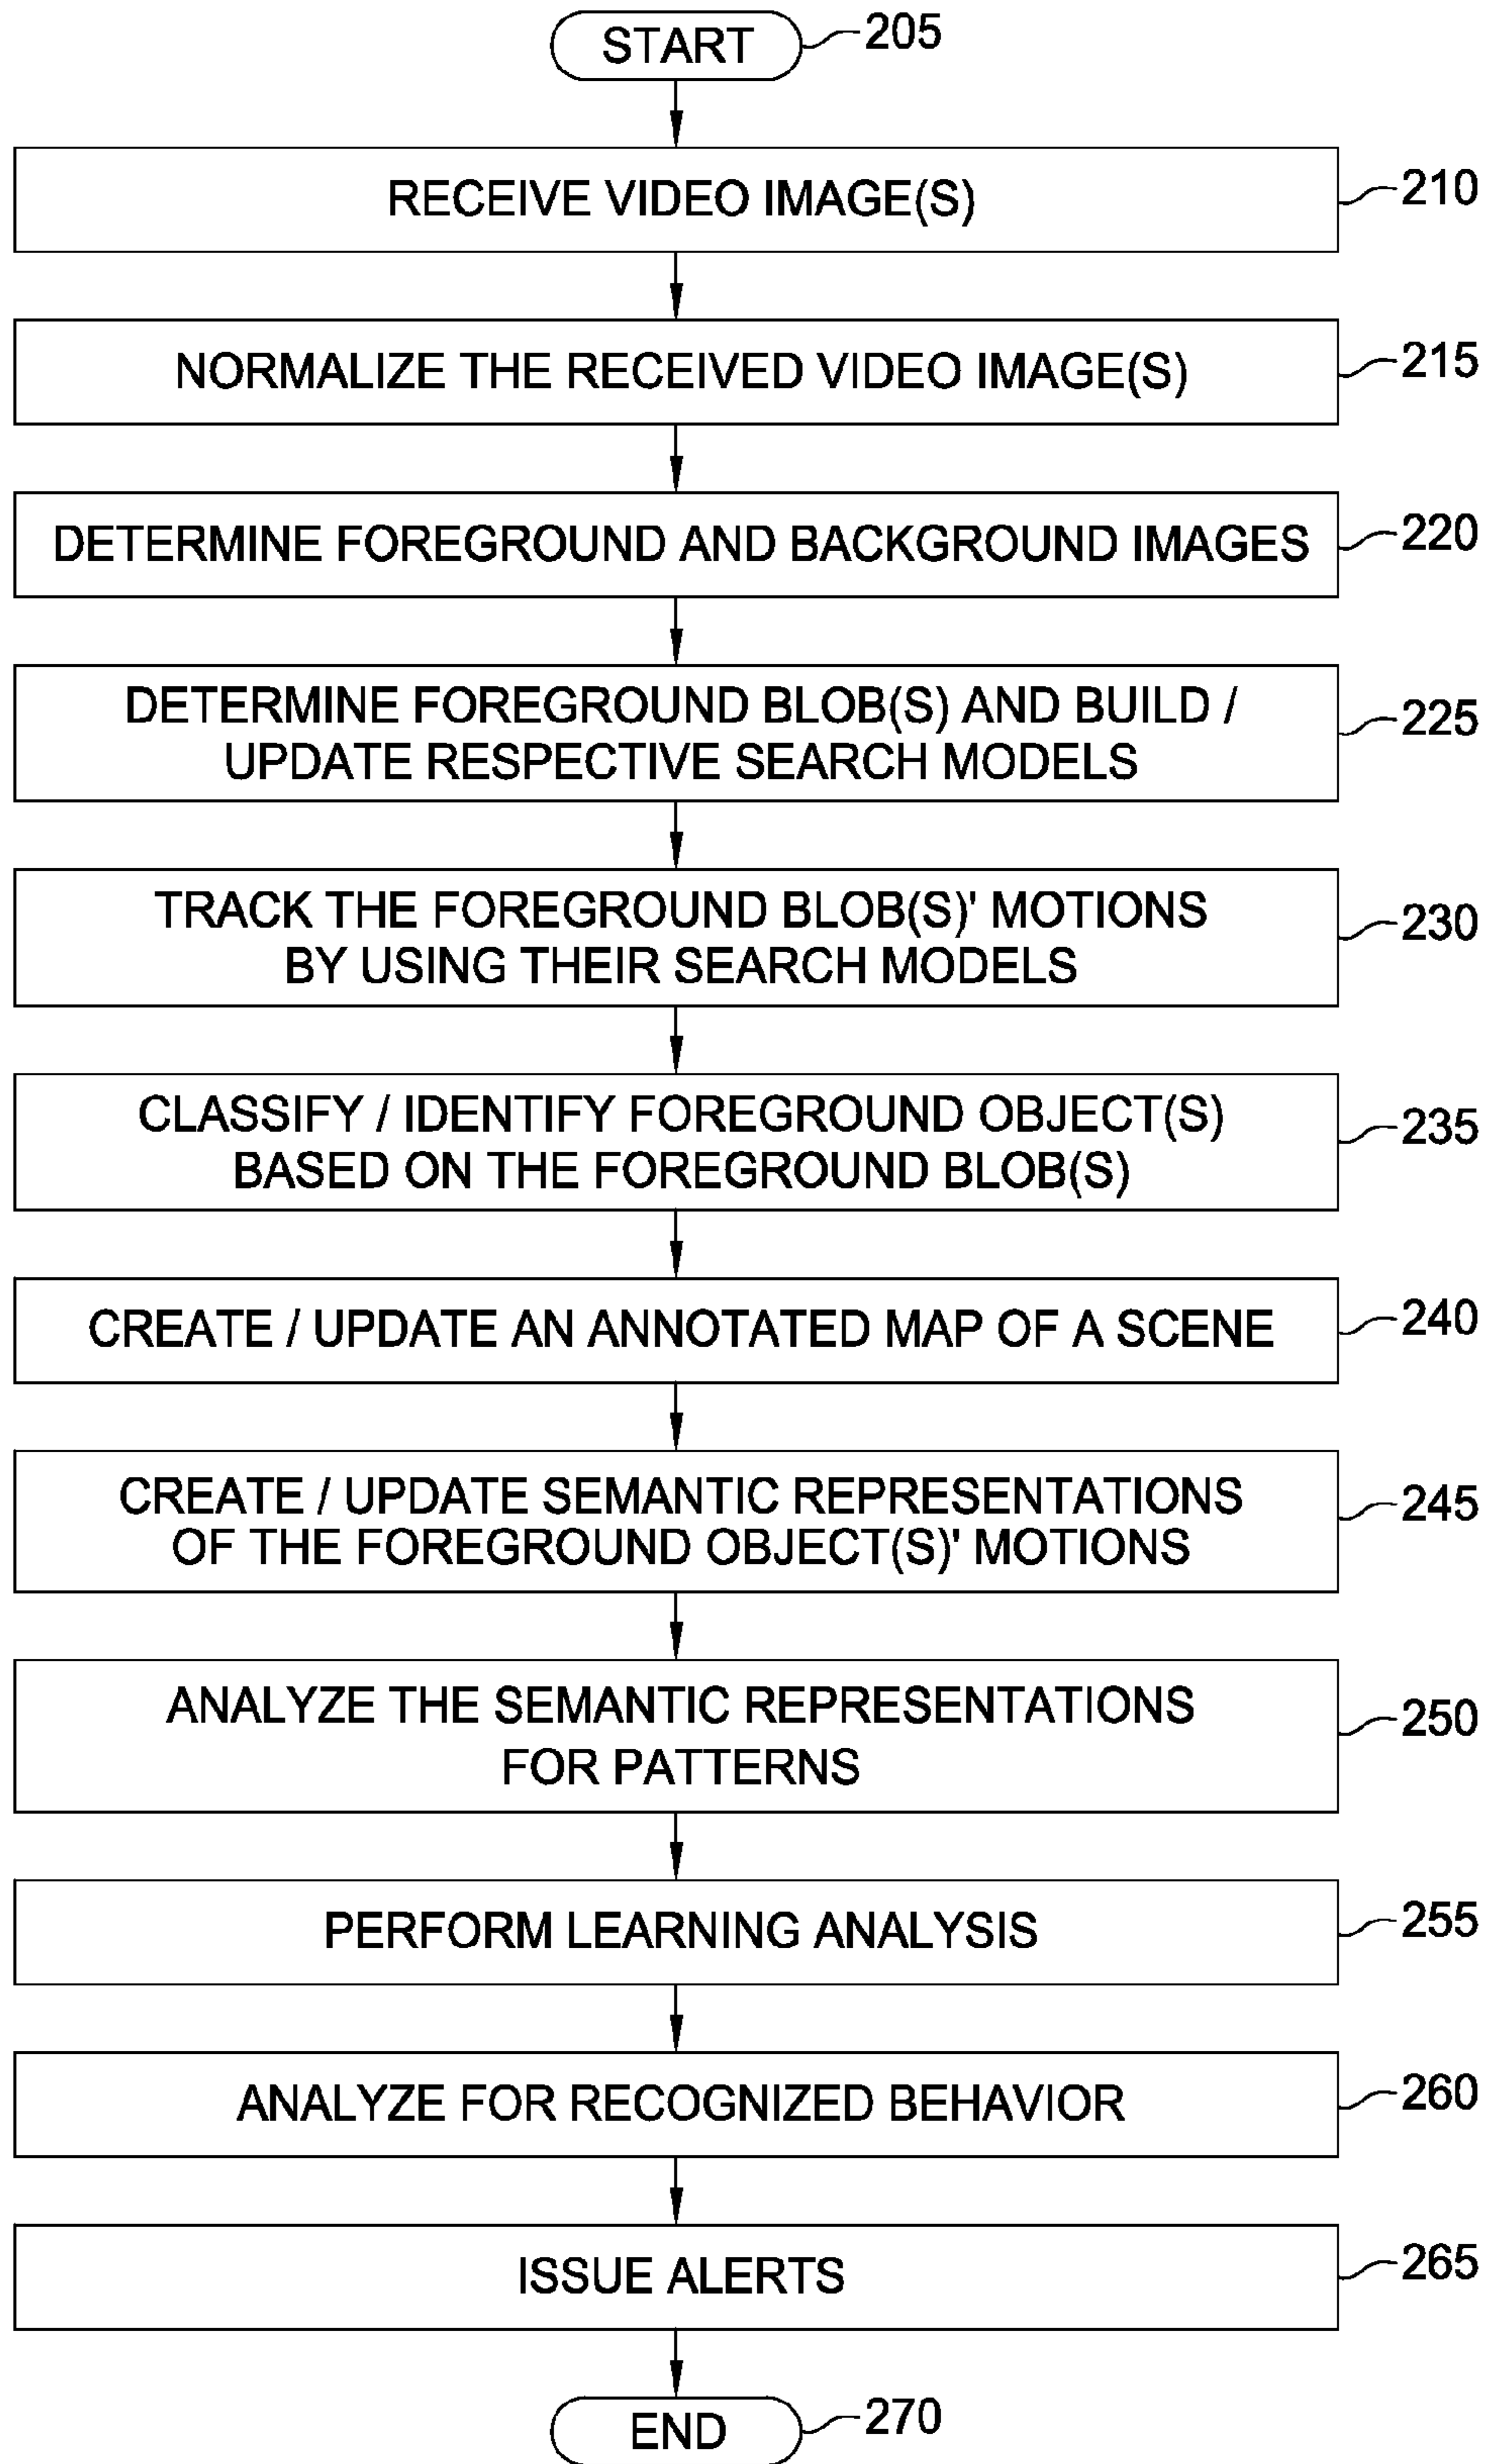 START
205
RECEIVE VIDEO IMAGE(S)
210
NORMALIZE THE RECEIVED VIDEO IMAGE(S)
215
DETERMINE FOREGROUND AND BACKGROUND IMAGES
220
DETERMINE FOREGROUND BLOB(S) AND BUILD /
UPDATE RESPECTIVE SEARCH MODELS
225
TRACK THE FOREGROUND BLOB(S)' MOTIONS
BY USING THEIR SEARCH MODELS
230
CLASSIFY / IDENTIFY FOREGROUND OBJECT(S)
BASED ON THE FOREGROUND BLOB(S)
235
CREATE / UPDATE AN ANNOTATED MAP OF A SCENE
240
CREATE / UPDATE SEMANTIC REPRESENTATIONS
OF THE FOREGROUND OBJECT(S)' MOTIONS
245
ANALYZE THE SEMANTIC REPRESENTATIONS
FOR PATTERNS
250
PERFORM LEARNING ANALYSIS
255
ANALYZE FOR RECOGNIZED BEHAVIOR
260
ISSUE ALERTS
265
END
270